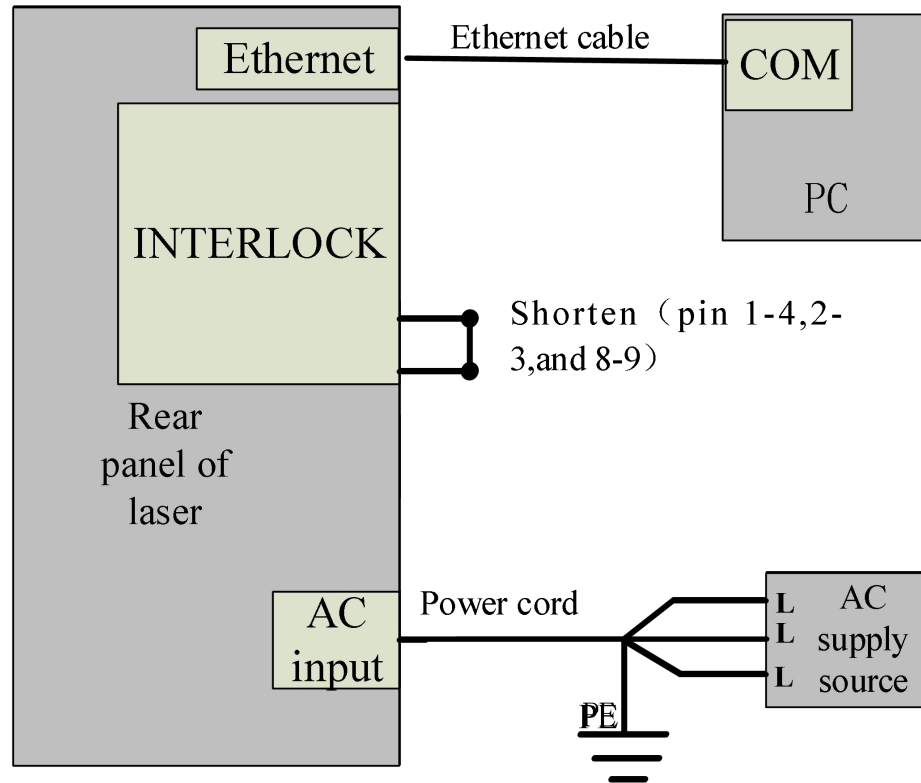 Ethernet
Ethernet cable
COM
PC
INTERLOCK
Shorten（pin 1-4,2-
3,and 8-9）
Rear
panel of
laser
AC
input
Power cord
L
L
L
AC
supply
source
PE